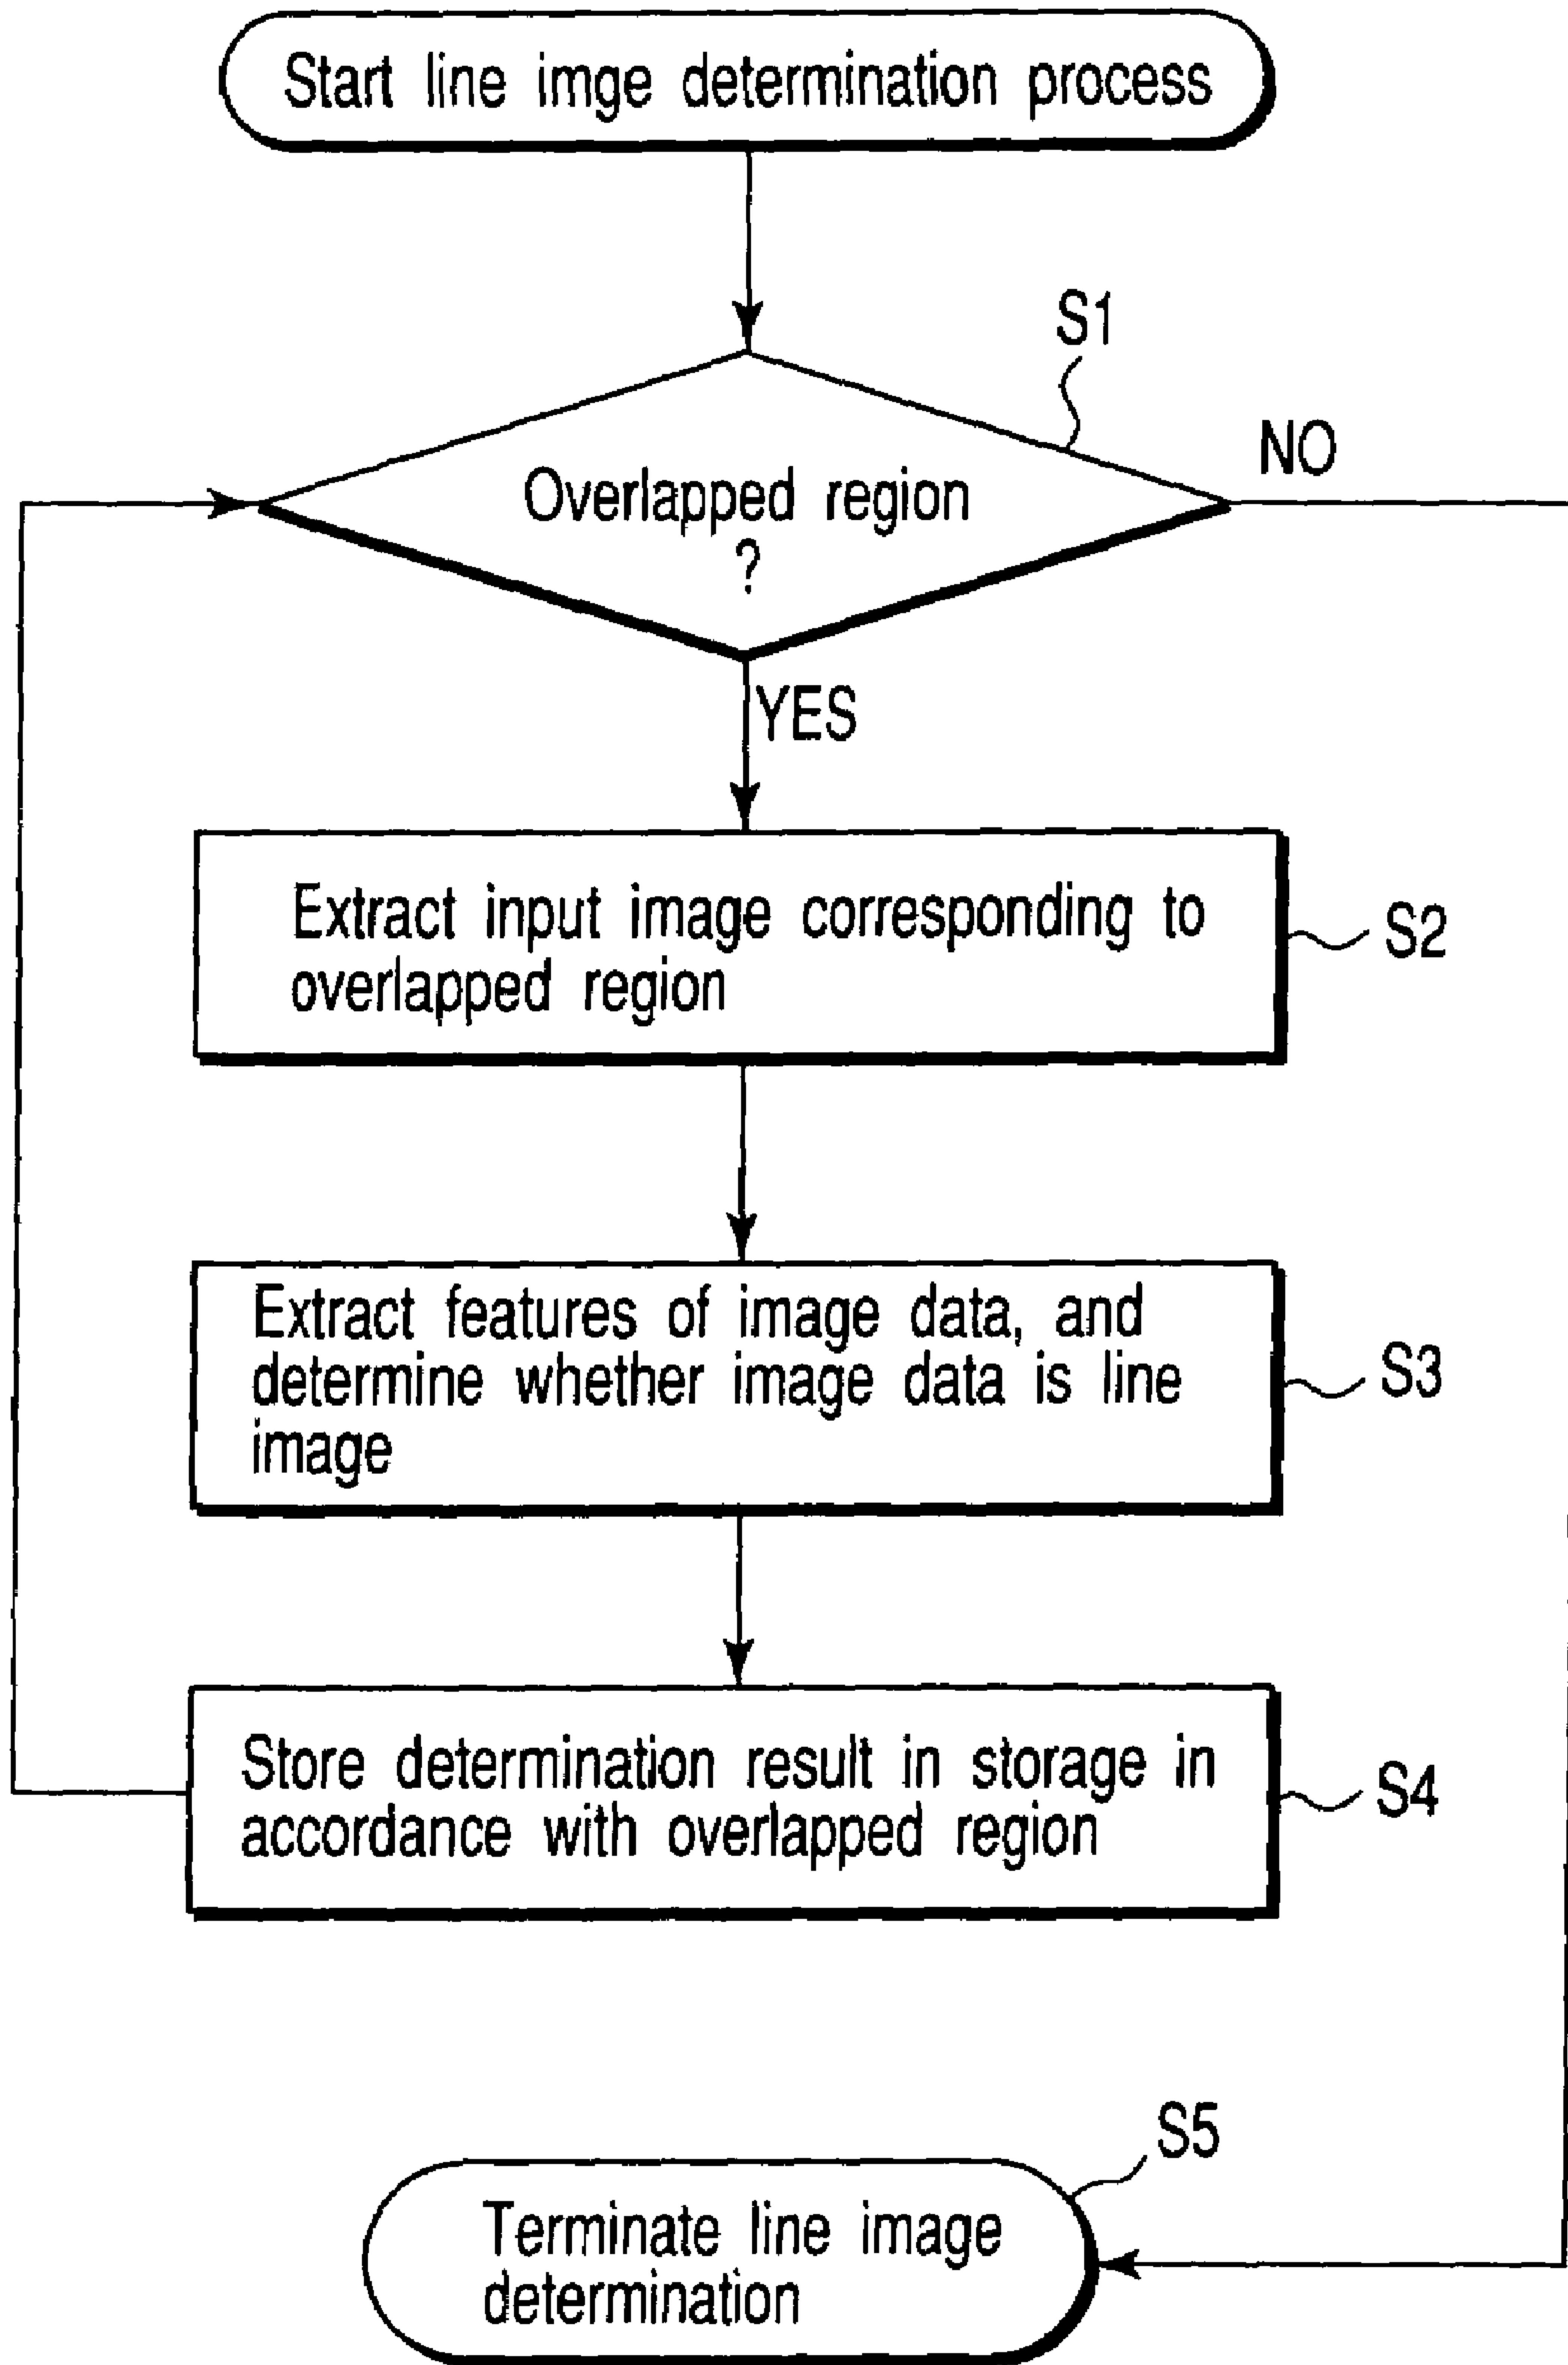 Start line imge determination process
S1
NO
Overlapped region
?
YES
Extract input image corresponding to
overlapped region
S2
Extract features of image data, and
determine whether image data is line
image
S3
Store determination result in storage in
accordance with overlapped region
S4
S5
Terminate line image
determination